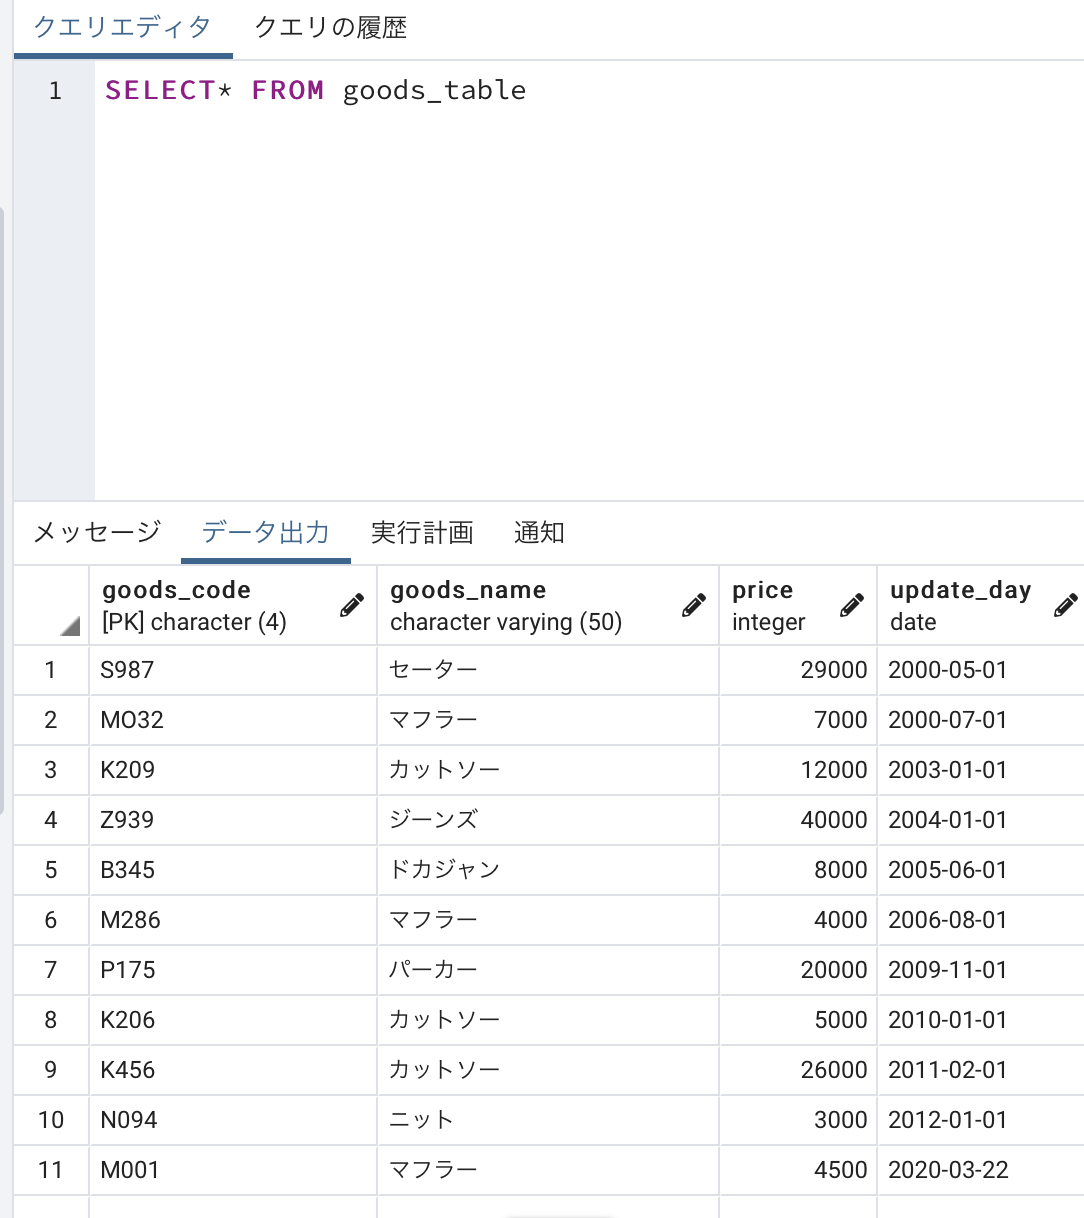 クエリエディタ クエリの履歴
1 SELECT* FROM goods_table
メッセージ データ出力 実行計画 通知
goods_code goods_name price update_day
[PK] character (4) character varying (50) integer date
1 S987 セーター 29000 2000-05-01
2 MO32 マフラー 7000 2000-07-01
3 K209 カットソー 12000 2003-01-01
4 Z939 ジーンズ 40000 2004-01-01
5 B345 ドカジャン 8000 2005-06-01
6 M286 マフラー 4000 2006-08-01
7 P175 パーカー 20000 2009-11-01
8 K206 カットソー 5000 2010-01-01
9 K456 カットソー 26000 2011-02-01
10 N094 ニット 3000 2012-01-01
11 M001 マフラー 4500 2020-03-22